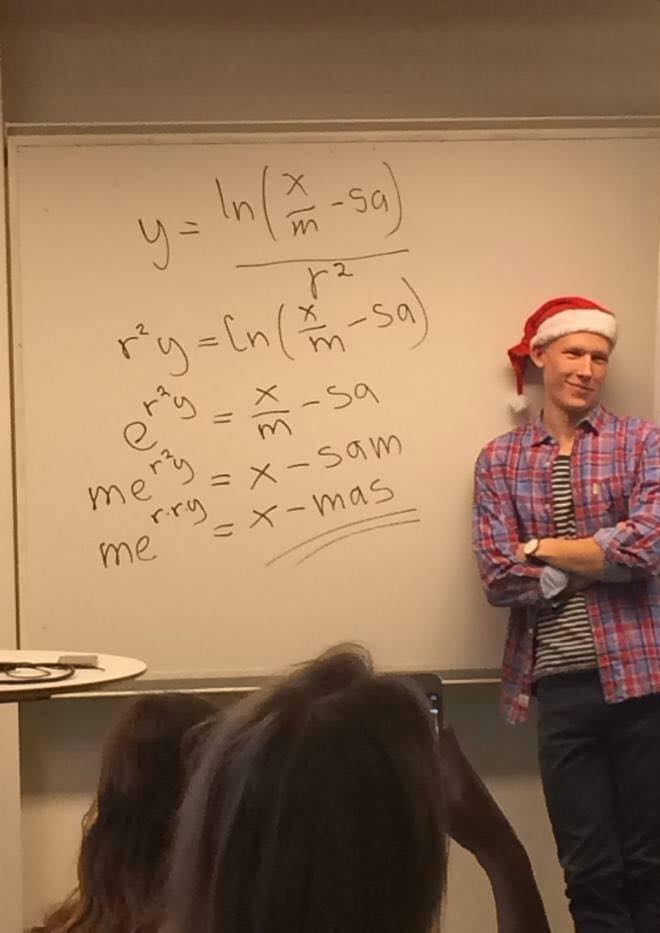 y = ln(x/m - sa) / r²
r²y = ln(x/m - sa)
e^(r²y) = x/m - sa
me^(r²y) = x - sam
me^(r·ry) = x - mas